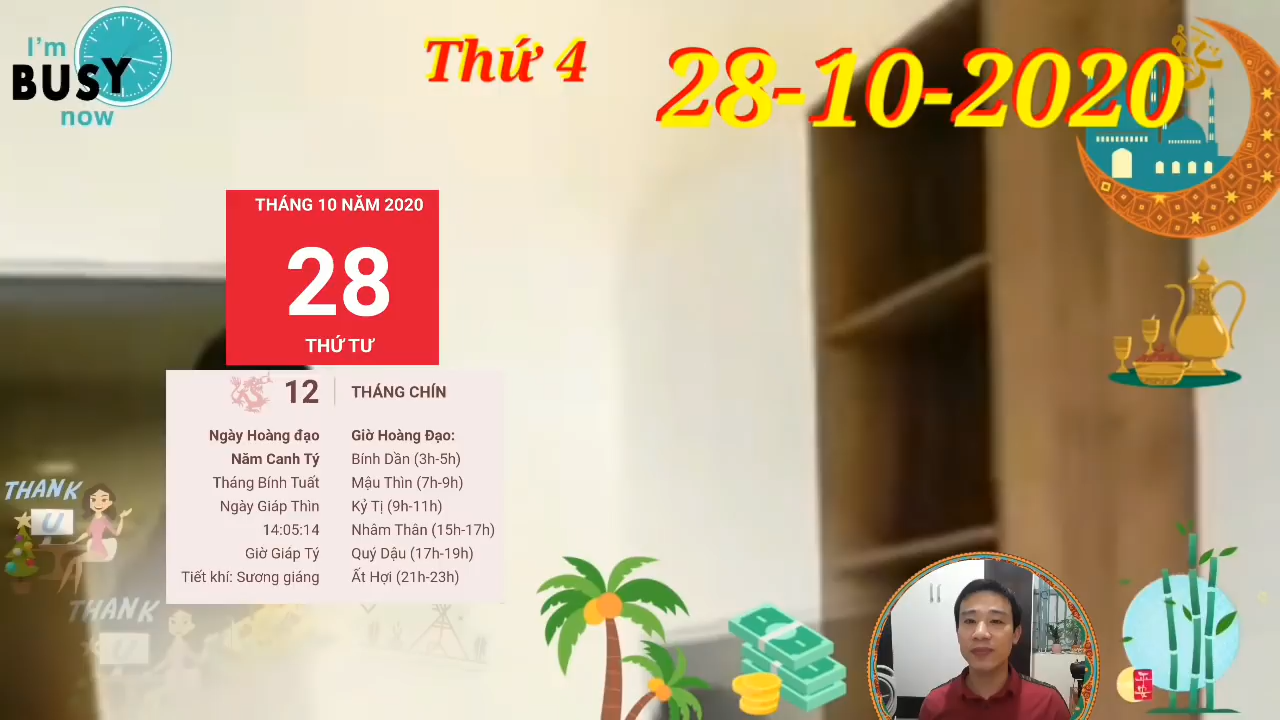 I'm
BUSY
now
Thứ 4
28-10-2020
THÁNG 10 NĂM 2020
28
THỨ TƯ
12
THÁNG CHÍN
Ngày Hoàng đạo
Năm Canh Tý
Tháng Bính Tuất
Ngày Giáp Thìn
14:05:14
Giờ Giáp Tý
Tiết khí: Sương giáng
Giờ Hoàng Đạo:
Bính Dần (3h-5h)
Mậu Thìn (7h-9h)
Kỷ Tị (9h-11h)
Nhâm Thân (15h-17h)
Quý Dậu (17h-19h)
Ất Hợi (21h-23h)
THANK
U
THANK
U